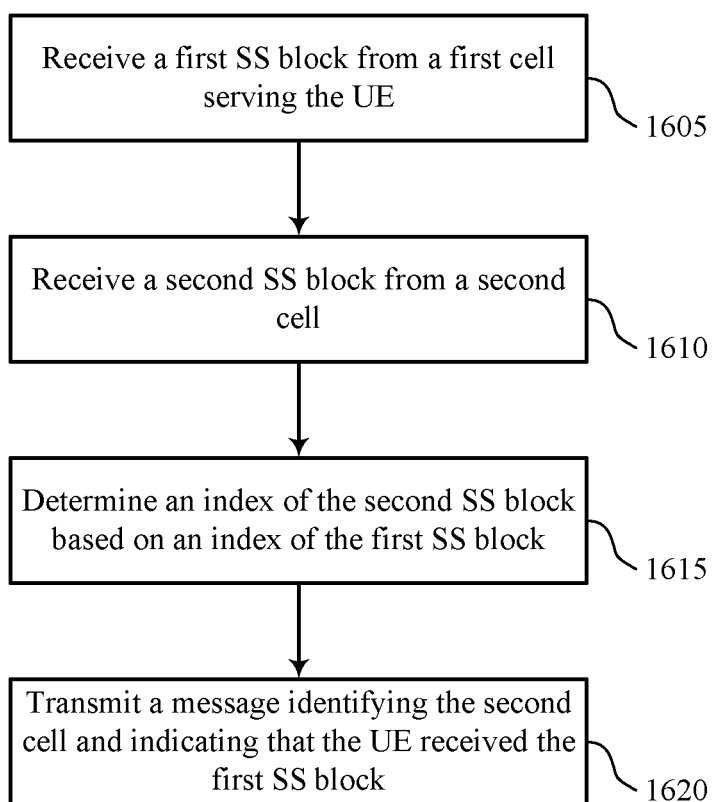 Receive a first SS block from a first cell
serving the UE
1605
Receive a second SS block from a second
cell
1610
Determine an index of the second SS block
based on an index of the first SS block
1615
Transmit a message identifying the second
cell and indicating that the UE received the
first SS block
1620